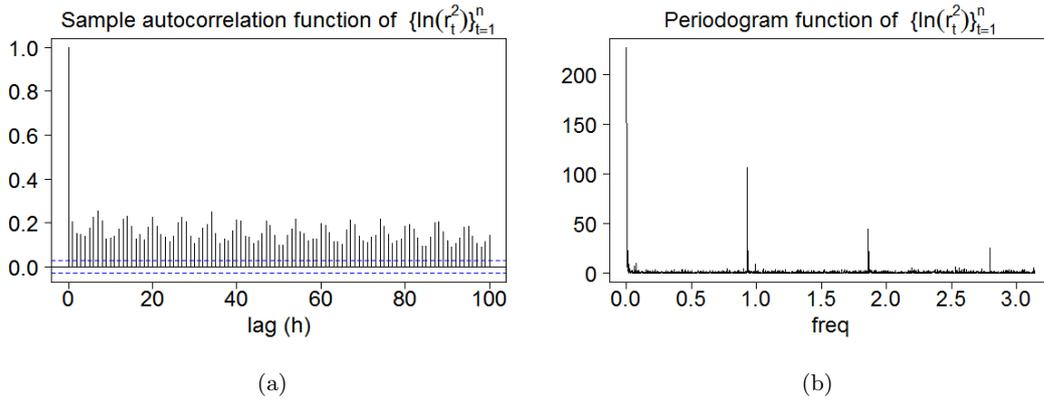 Sample autocorrelation function of {ln(r_t^2)}_{t=1}^n
1.0
0.8
0.6
0.4
0.2
0.0
0 20 40 60 80 100
lag (h)
(a)
Periodogram function of {ln(r_t^2)}_{t=1}^n
200
150
100
50
0
0.0 0.5 1.0 1.5 2.0 2.5 3.0
freq
(b)